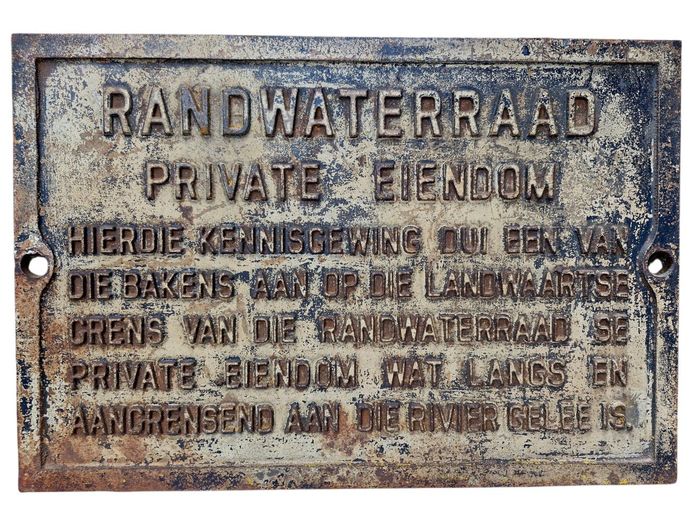 RANDWATERRAAD
PRIVATE EIENDOM
HIERDIE KENNISGEWING DUI EEN VAN
DIE BAKENS AAN OP DIE LANDWAARTSE
GRENS VAN DIE RANDWATERRAAD SE
PRIVATE EIENDOM WAT LANGS EN
AANGRENSEND AAN DIE RIVIER GELEE IS.